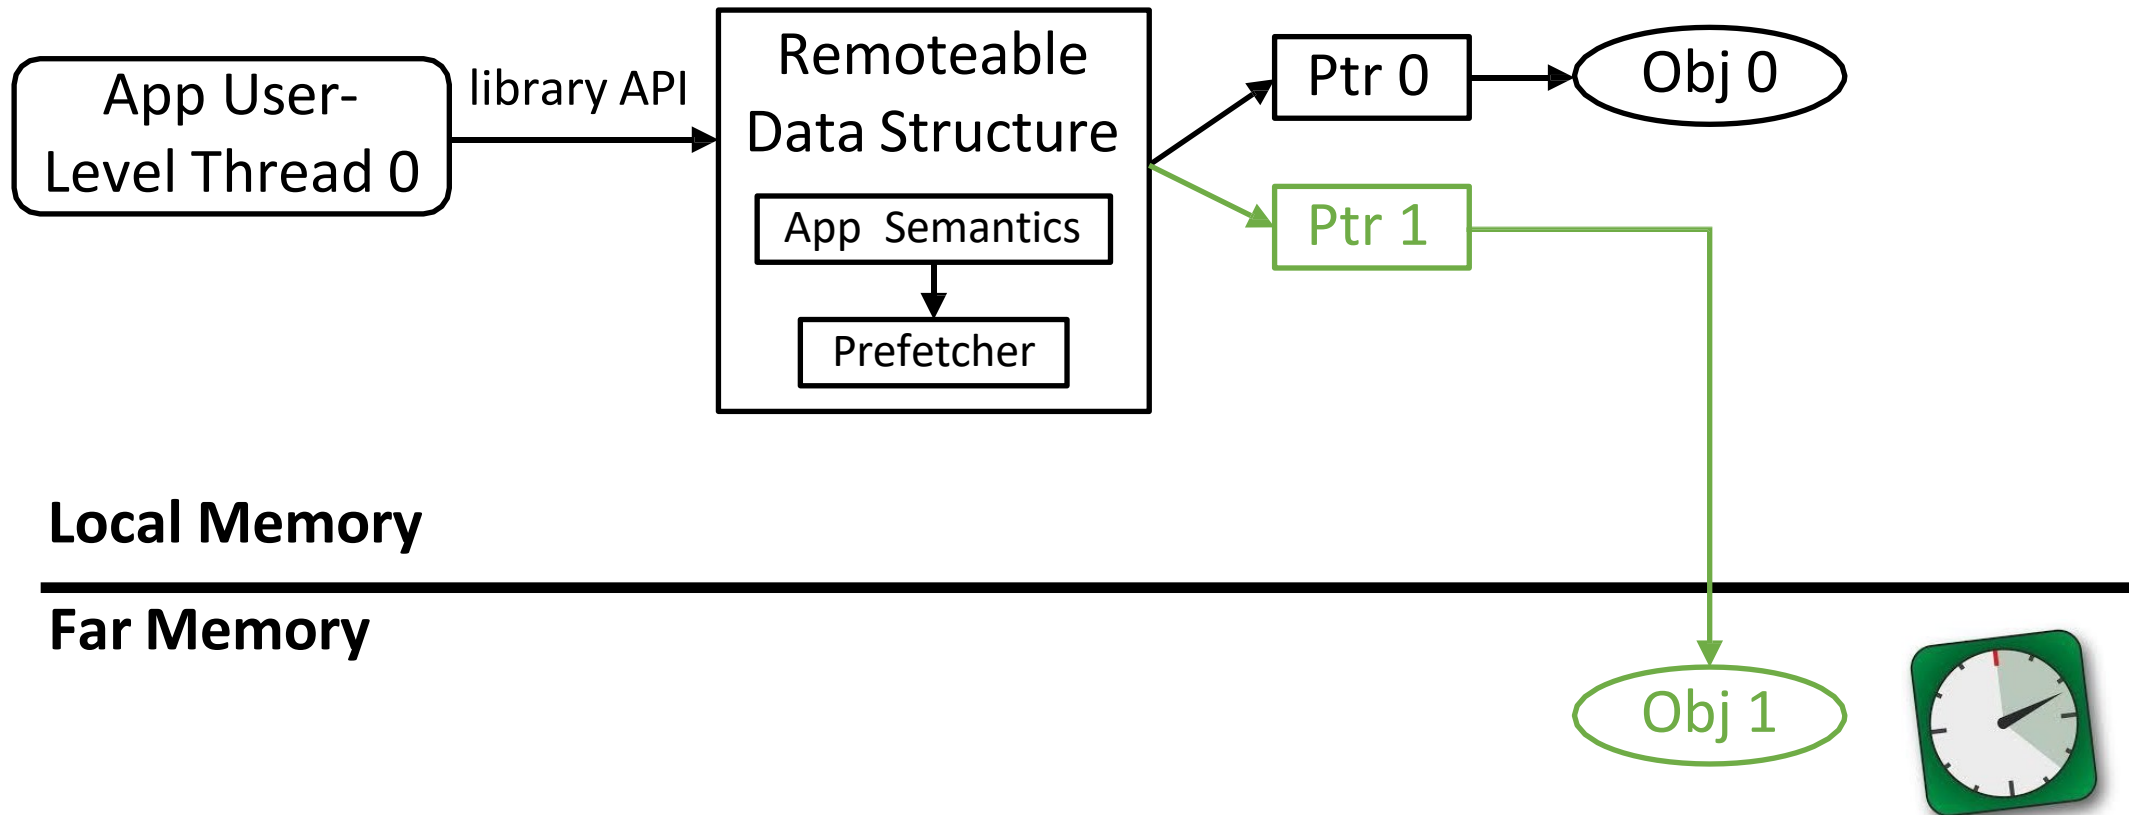 App User-
Level Thread 0
library API
Remoteable
Data Structure
App Semantics
Prefetcher
Ptr 0
Obj 0
Ptr 1
Local Memory
Far Memory
Obj 1